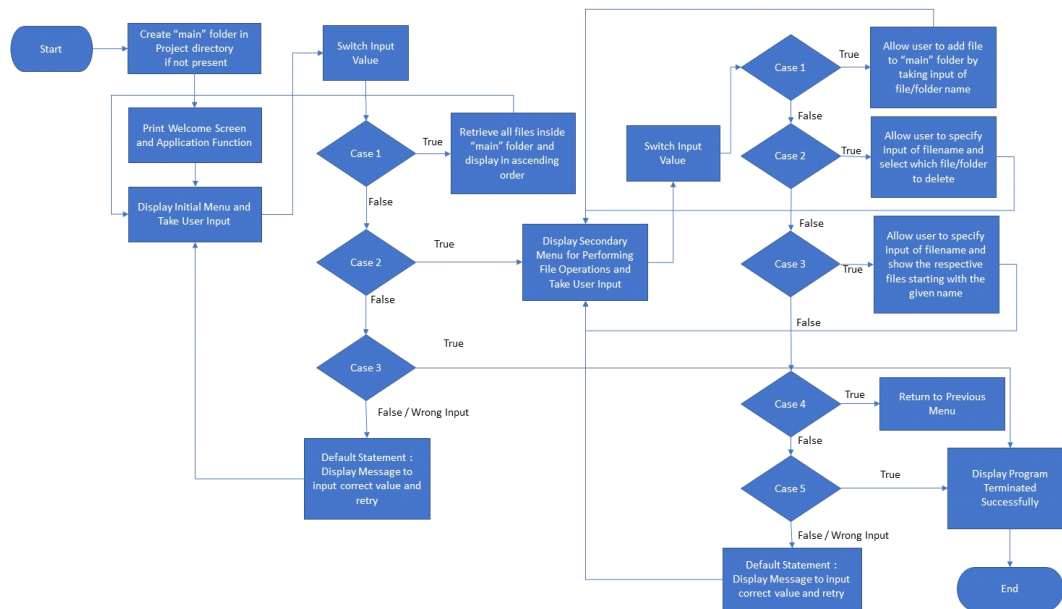 Start
Create “main” folder in
Project directory
if not present
Print Welcome Screen
and Application Function
Display Initial Menu and
Take User Input
Switch Input
Value
Case 1
True
Retrieve all files inside
“main” folder and
display in ascending
order
False
Case 2
True
False
Case 3
True
False / Wrong Input
Default Statement :
Display Message to
input correct value and
retry
Display Secondary
Menu for Performing
File Operations and
Take User Input
Switch Input
Value
Case 1
True
Allow user to add file
to “main” folder by
taking input of
file/folder name
False
Case 2
True
Allow user to specify
input of filename and
select which file/folder
to delete
False
Case 3
True
Allow user to specify
input of filename and
show the respective
files starting with the
given name
False
Case 4
True
Return to Previous
Menu
False
Case 5
True
Display Program
Terminated
Successfully
False / Wrong Input
Default Statement :
Display Message to input
correct value and retry
End